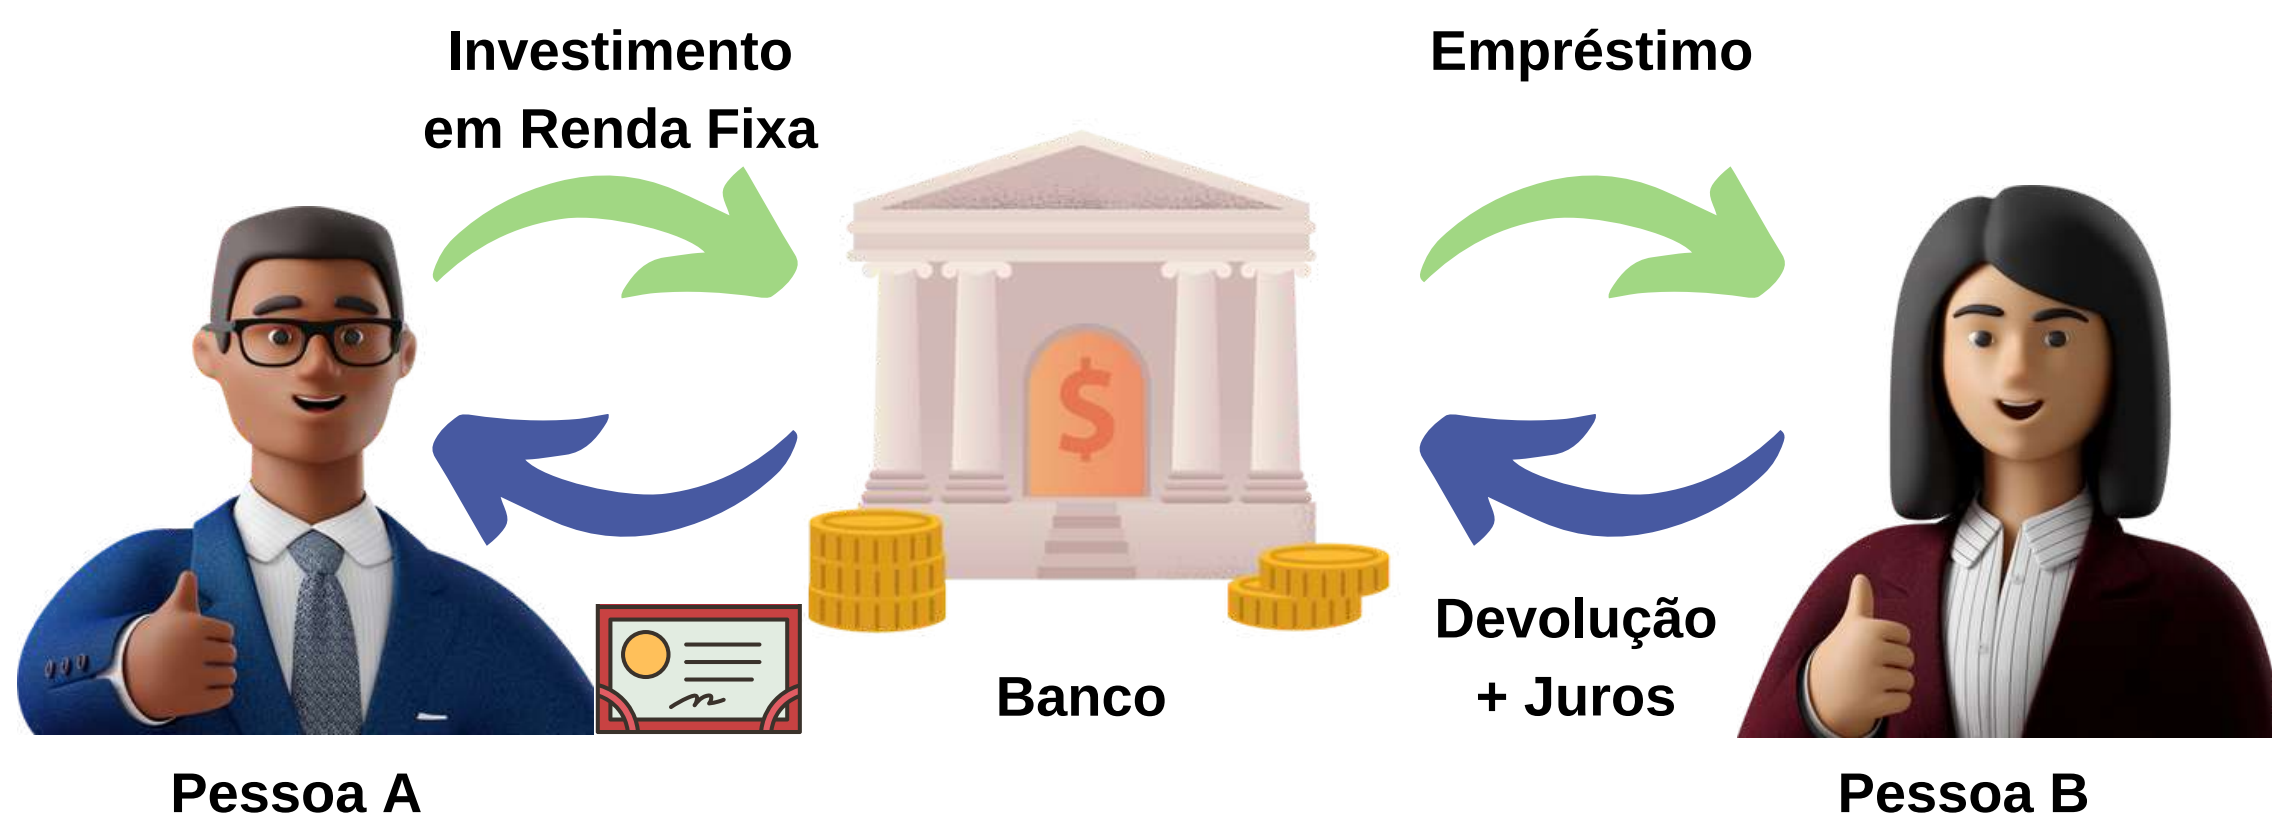 Investimento
em Renda Fixa
Empréstimo
$
Banco
Devolução
+ Juros
Pessoa A
Pessoa B